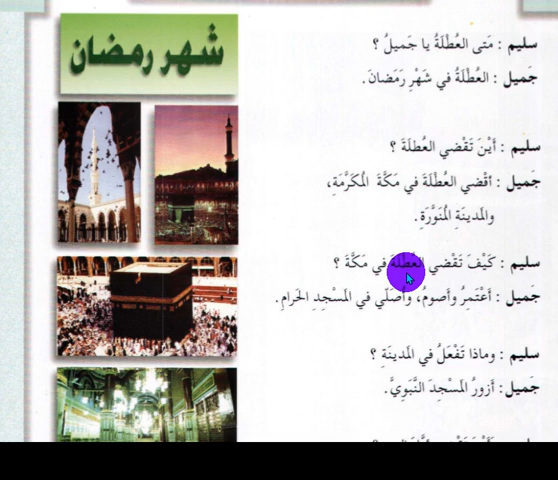 شهر رمضان
سليم : مَتى العُطْلَةُ يا جَميلُ ؟
جَميل : العُطْلَةُ في شَهْرِ رَمَضانَ.
سليم : أَيْنَ تَقْضي العُطلَةَ ؟
جَميل : أَقْضي العُطْلَةَ في مَكَّةَ المُكَرَّمَةِ،
والمَدينَةِ المُنَوَّرَةِ.
سليم : كَيْفَ تَقْضي العُطْلَةَ في مَكَّةَ ؟
جَميل : أَعْتَمِرُ وأَصومُ، وأُصَلّي في المَسْجِدِ الحَرامِ.
سليم : وماذا تَفْعَلُ في المَدينَةِ ؟
جَميل : أَزورُ المَسْجِدَ النَّبَوِيَّ.